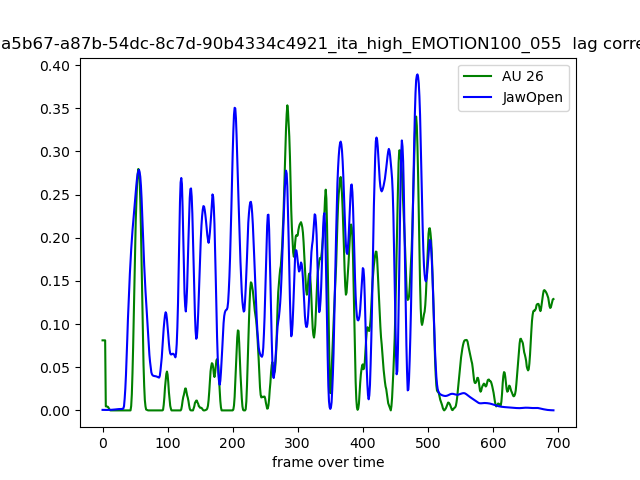 a5b67-a87b-54dc-8c7d-90b4334c4921_ita_high_EMOTION100_055 lag corre
AU 26
JawOpen
0.40
0.35
0.30
0.25
0.20
0.15
0.10
0.05
0.00
0 100 200 300 400 500 600 700
frame over time